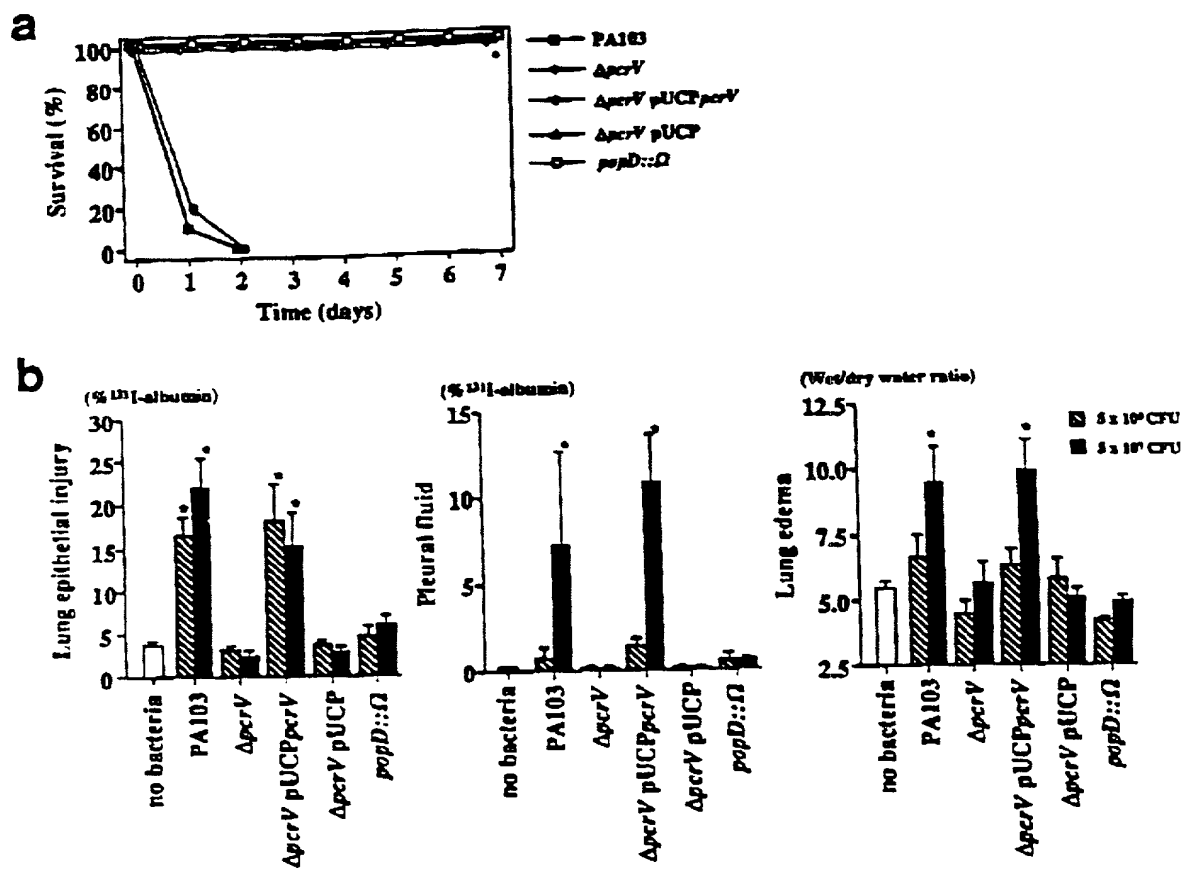 a
Survival (%)
100
80
60
40
20
0
0 1 2 3 4 5 6 7
Time (days)
*
PA103
ΔpcrV
ΔpcrV pUCPpcrV
ΔpcrV pUCP
popD::Ω
b
(% ¹³¹I-albumin)
Lung epithelial injury
30
25
20
15
10
5
0
* * * *
no bacteria
PA103
ΔpcrV
ΔpcrV pUCPpcrV
ΔpcrV pUCP
popD::Ω
(% ¹³¹I-albumin)
Pleural fluid
15
10
5
0
* *
no bacteria
PA103
ΔpcrV
ΔpcrV pUCPpcrV
ΔpcrV pUCP
popD::Ω
(Wet/dry water ratio)
Lung edema
12.5
10.0
7.5
5.0
2.5
* *
no bacteria
PA103
ΔpcrV
ΔpcrV pUCPpcrV
ΔpcrV pUCP
popD::Ω
5 x 10 CFU
5 x 10 CFU